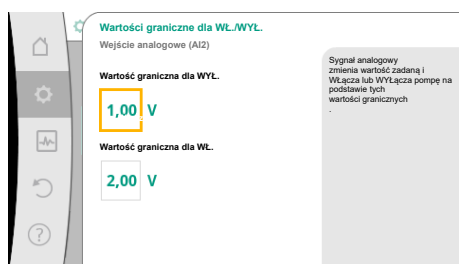 Wartości graniczne dla WŁ./WYŁ.
Wejście analogowe (AI2)
Wartość graniczna dla WYŁ.
1,00 V
Wartość graniczna dla WŁ.
2,00 V
Sygnał analogowy
zmienia wartość zadaną i
WŁącza lub WYŁącza pompę na
podstawie tych
wartości granicznych
.
?